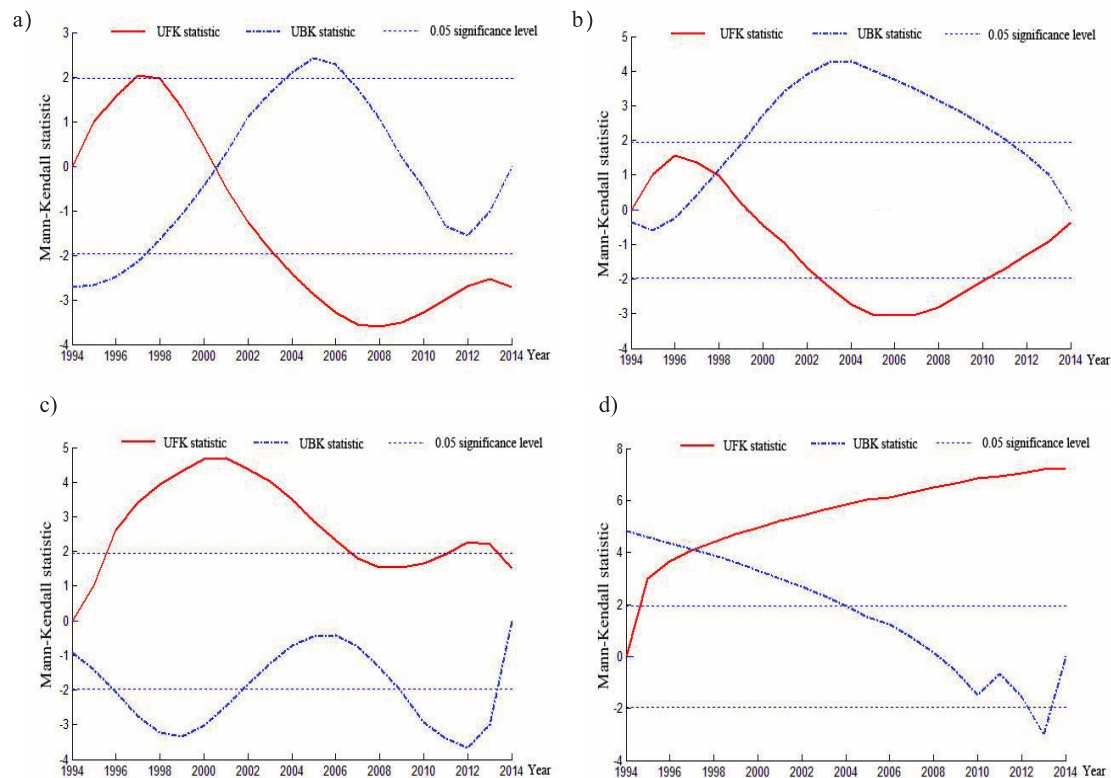 a)
UFK statistic UBK statistic 0.05 significance level
Mann-Kendall statistic
3
2
1
0
-1
-2
-3
-4
1994 1996 1998 2000 2002 2004 2006 2008 2010 2012 2014 Year
b)
UFK statistic UBK statistic 0.05 significance level
Mann-Kendall statistic
5
4
3
2
1
0
-1
-2
-3
-4
1994 1996 1998 2000 2002 2004 2006 2008 2010 2012 2014 Year
c)
UFK statistic UBK statistic 0.05 significance level
Mann-Kendall statistic
5
4
3
2
1
0
-1
-2
-3
-4
1994 1996 1998 2000 2002 2004 2006 2008 2010 2012 2014 Year
d)
UFK statistic UBK statistic 0.05 significance level
Mann-Kendall statistic
8
6
4
2
0
-2
-4
1994 1996 1998 2000 2002 2004 2006 2008 2010 2012 2014 Year